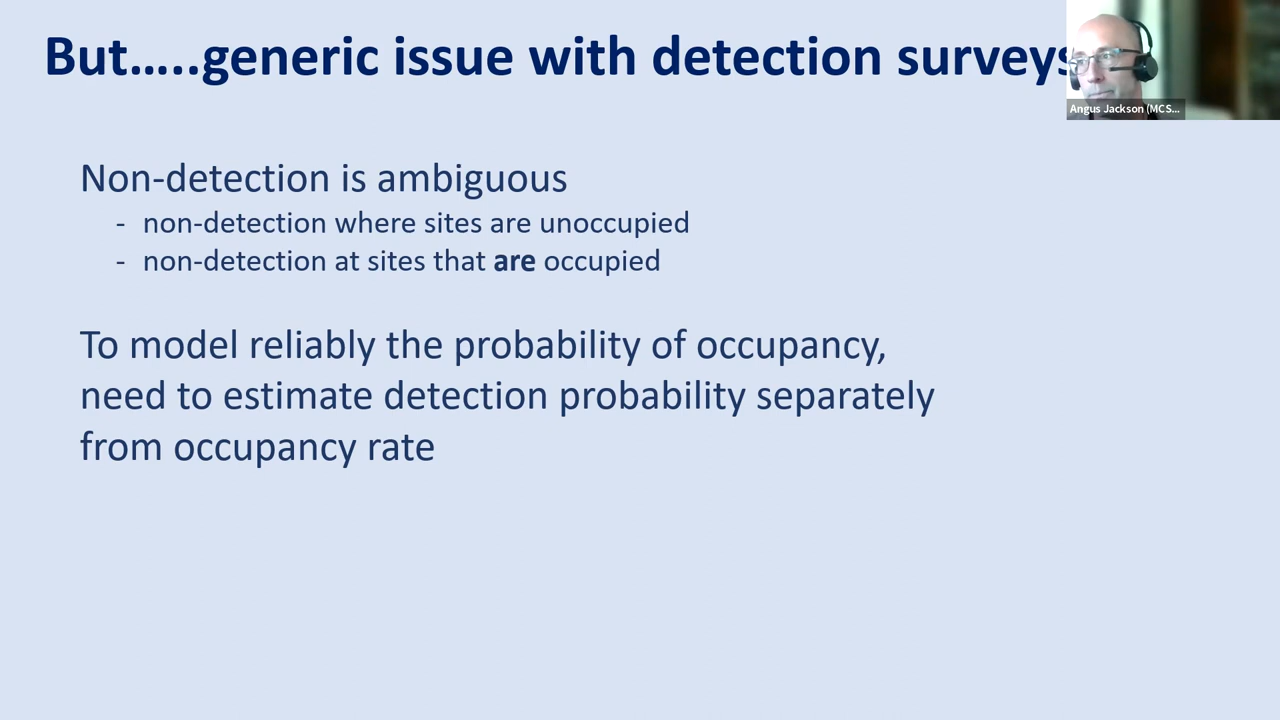 But…..generic issue with detection surveys
Angus Jackson (MCS...
Non-detection is ambiguous
- non-detection where sites are unoccupied
- non-detection at sites that are occupied
To model reliably the probability of occupancy,
need to estimate detection probability separately
from occupancy rate